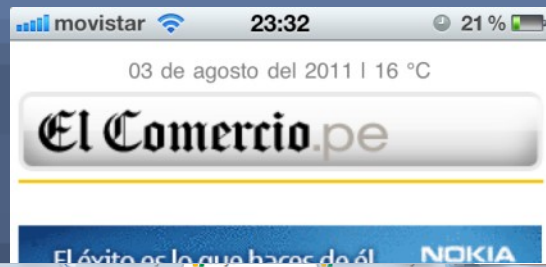 movistar 23:32 21 %
03 de agosto del 2011 | 16 °C
El Comercio.pe
El éxito es lo que haces de él NOKIA